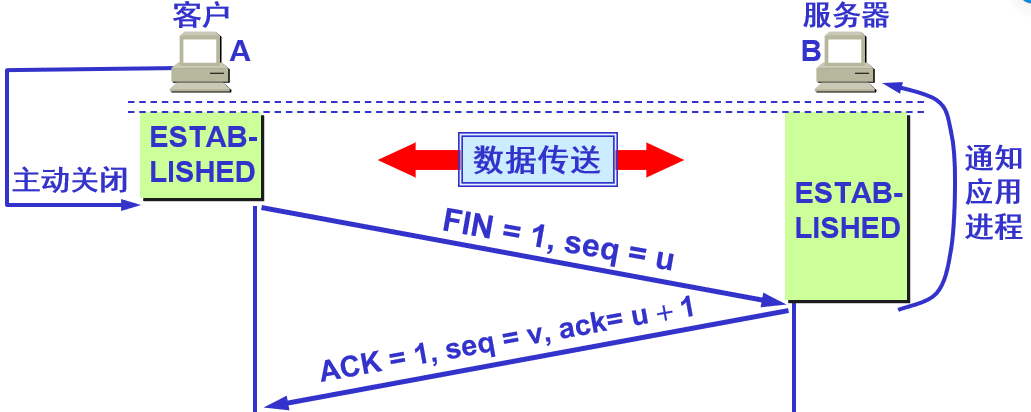 客户
服务器
A
B
ESTAB-
LISHED
数据传送
主动关闭
ESTAB-
LISHED
通知
应用
进程
FIN = 1, seq = u
ACK = 1, seq = v, ack= u + 1